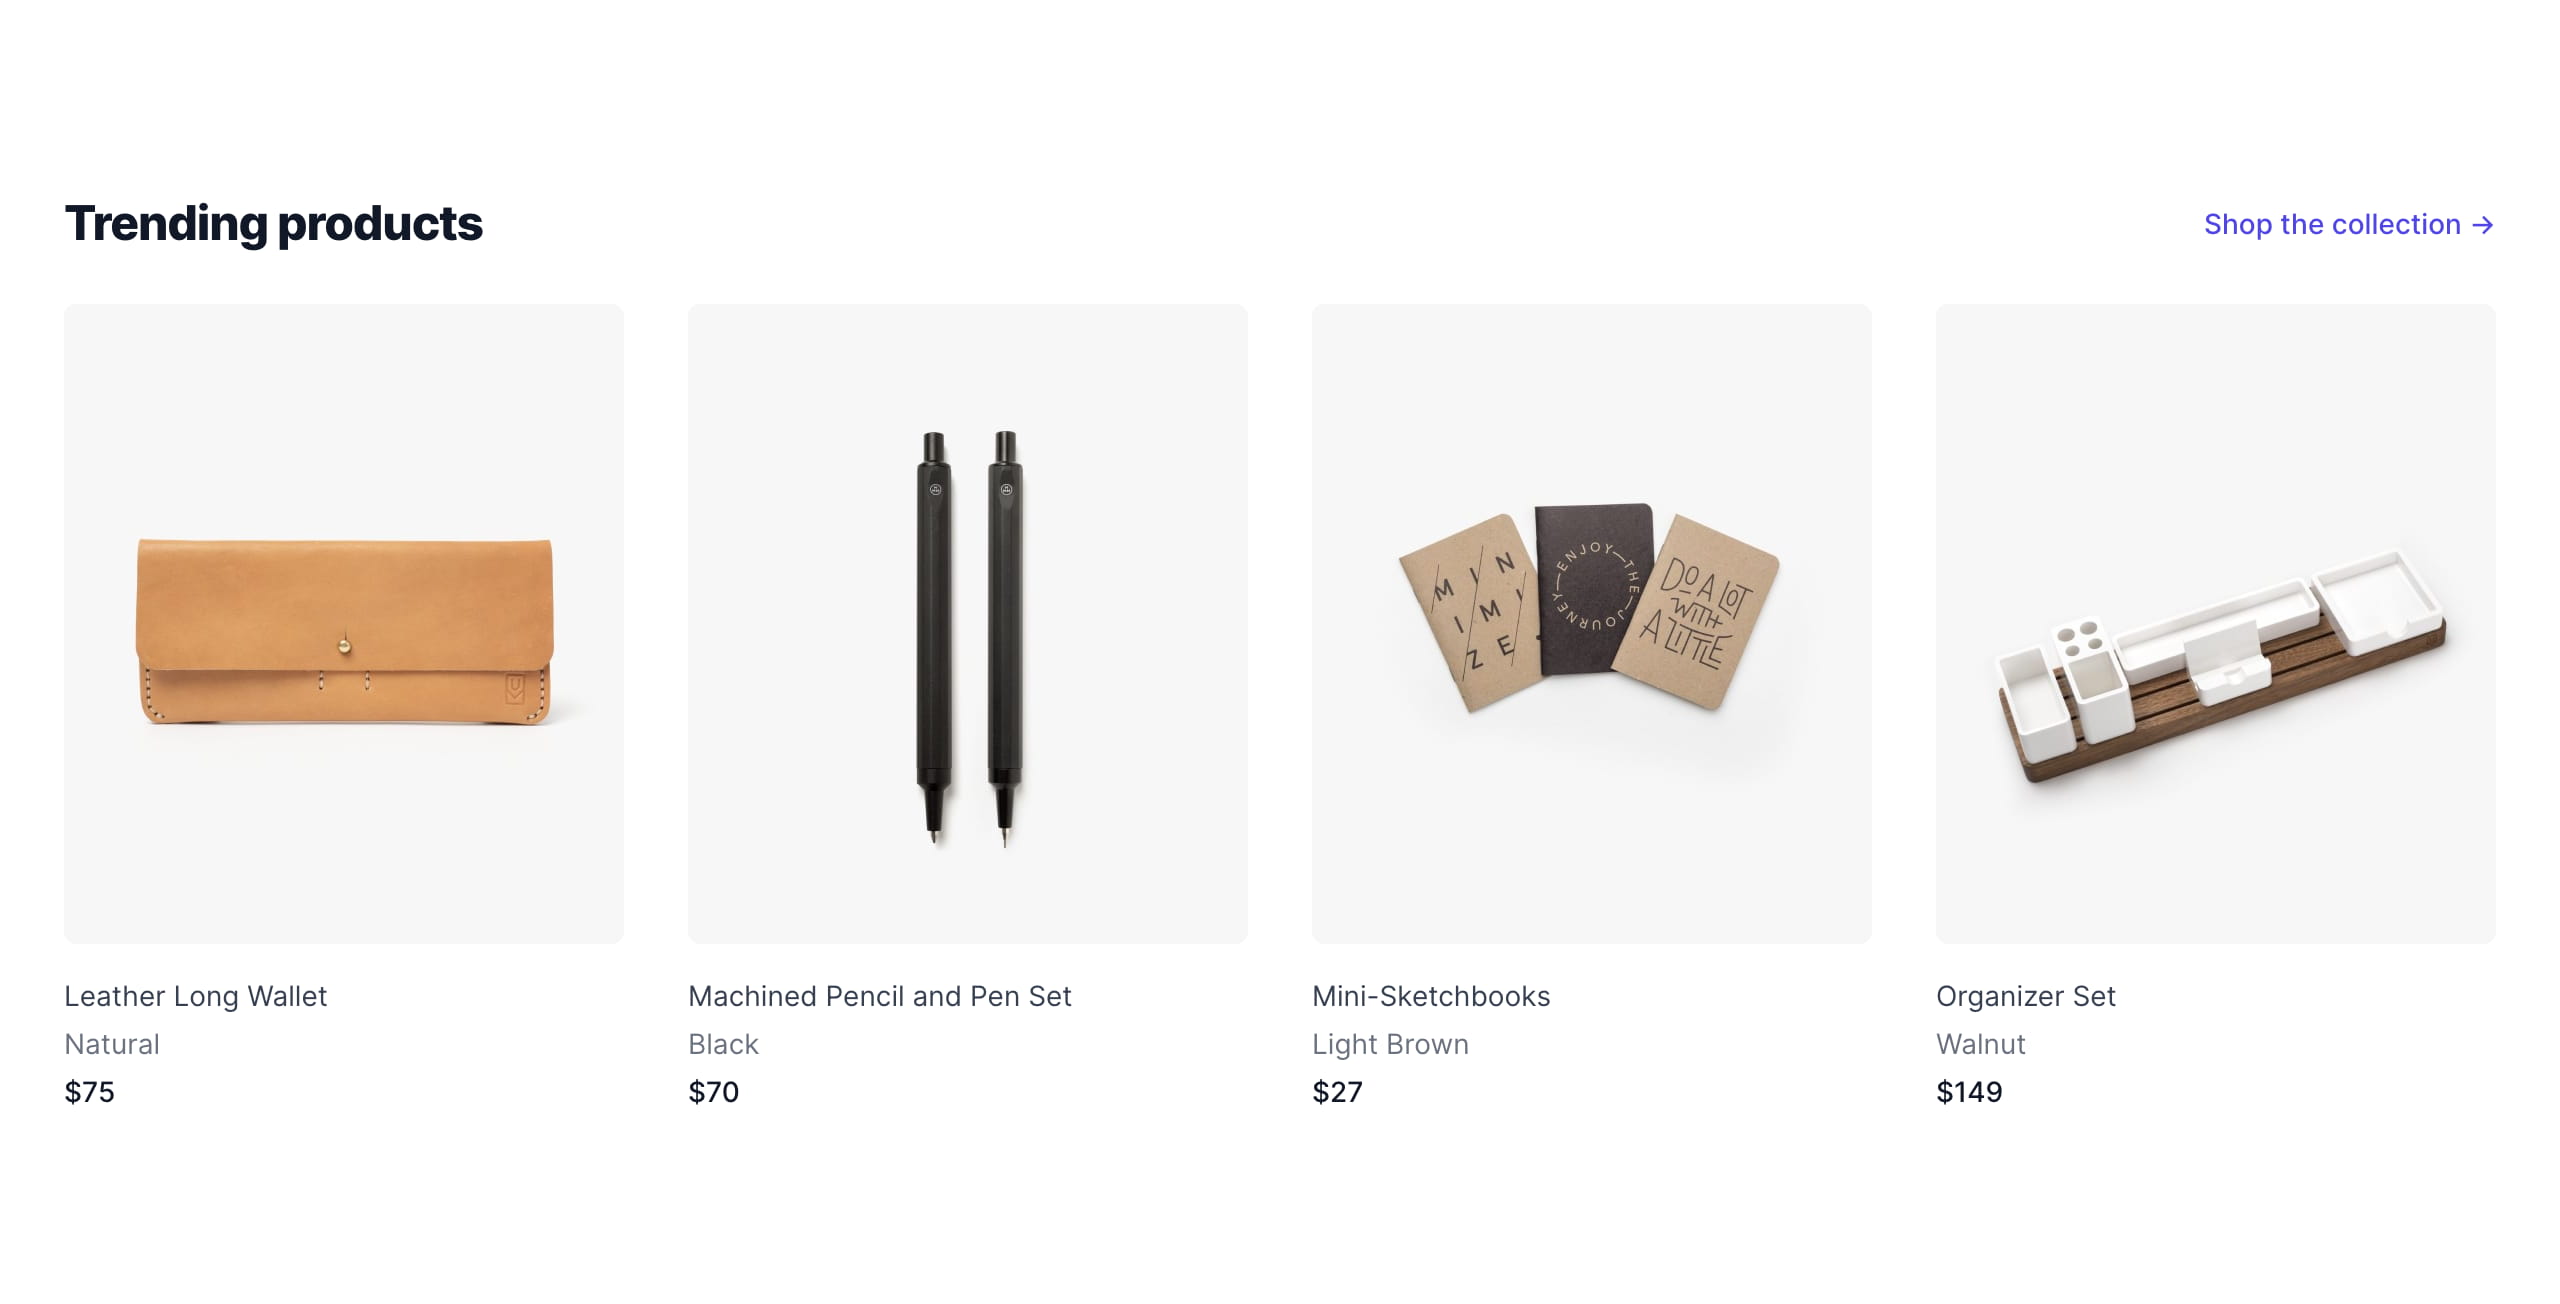 Trending products
Shop the collection →
M I N
I M I
Z E
ENJOY—THE—JOURNEY—
DO A LOT
WITH
A LITTLE
Leather Long Wallet
Natural
$75
Machined Pencil and Pen Set
Black
$70
Mini-Sketchbooks
Light Brown
$27
Organizer Set
Walnut
$149